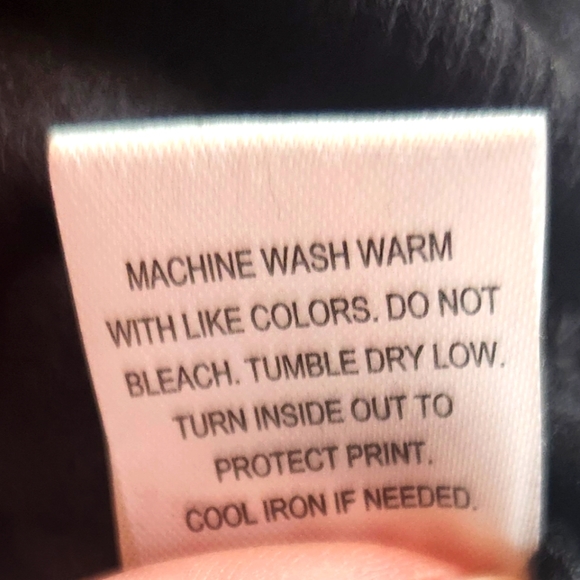 MACHINE WASH WARM
WITH LIKE COLORS. DO NOT
BLEACH. TUMBLE DRY LOW.
TURN INSIDE OUT TO
PROTECT PRINT.
COOL IRON IF NEEDED.